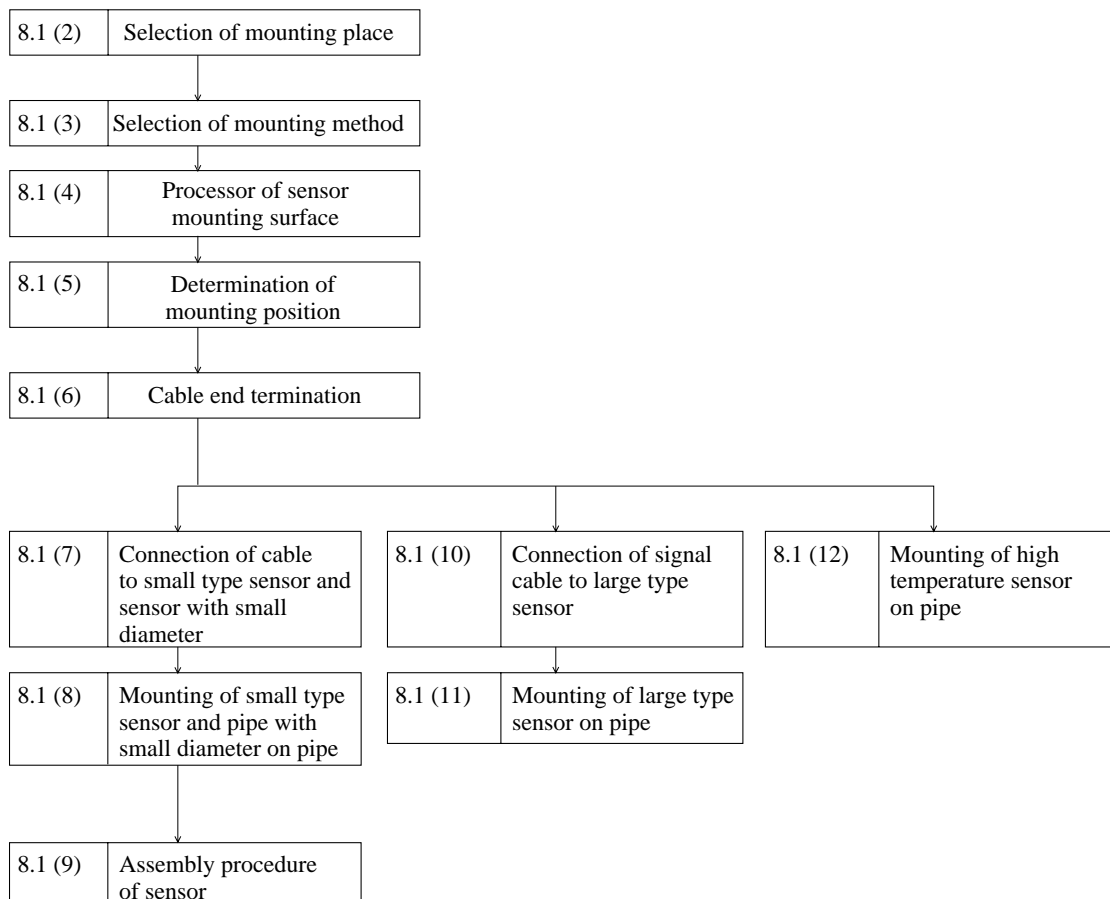 8.1 (2) Selection of mounting place
8.1 (3) Selection of mounting method
8.1 (4) Processor of sensor
mounting surface
8.1 (5) Determination of
mounting position
8.1 (6) Cable end termination
8.1 (7) Connection of cable
to small type sensor and
sensor with small
diameter
8.1 (8) Mounting of small type
sensor and pipe with
small diameter on pipe
8.1 (9) Assembly procedure
of sensor
8.1 (10) Connection of signal
cable to large type
sensor
8.1 (11) Mounting of large type
sensor on pipe
8.1 (12) Mounting of high
temperature sensor
on pipe